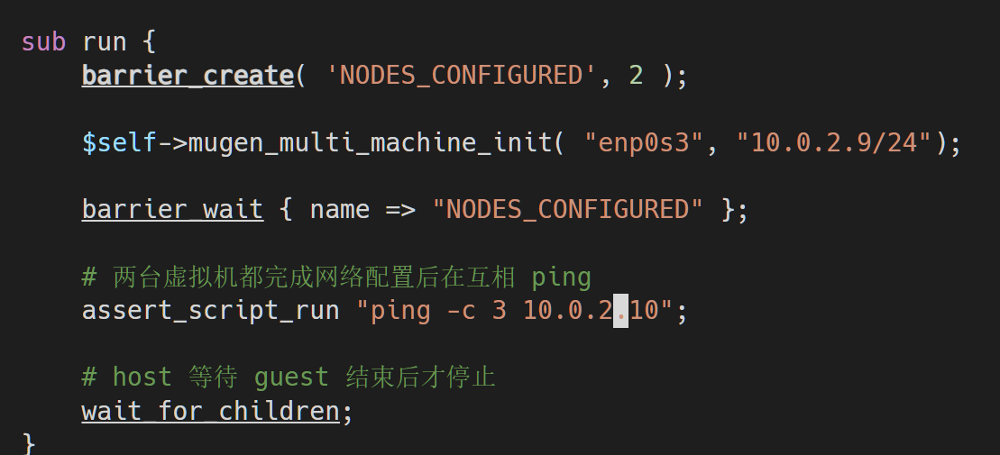 sub run {
    barrier_create( 'NODES_CONFIGURED', 2 );
    $self->mugen_multi_machine_init( "enp0s3", "10.0.2.9/24");
    barrier_wait { name => "NODES_CONFIGURED" };
    # 两台虚拟机都完成网络配置后在互相 ping
    assert_script_run "ping -c 3 10.0.2.10";
    # host 等待 guest 结束后才停止
    wait_for_children;
}